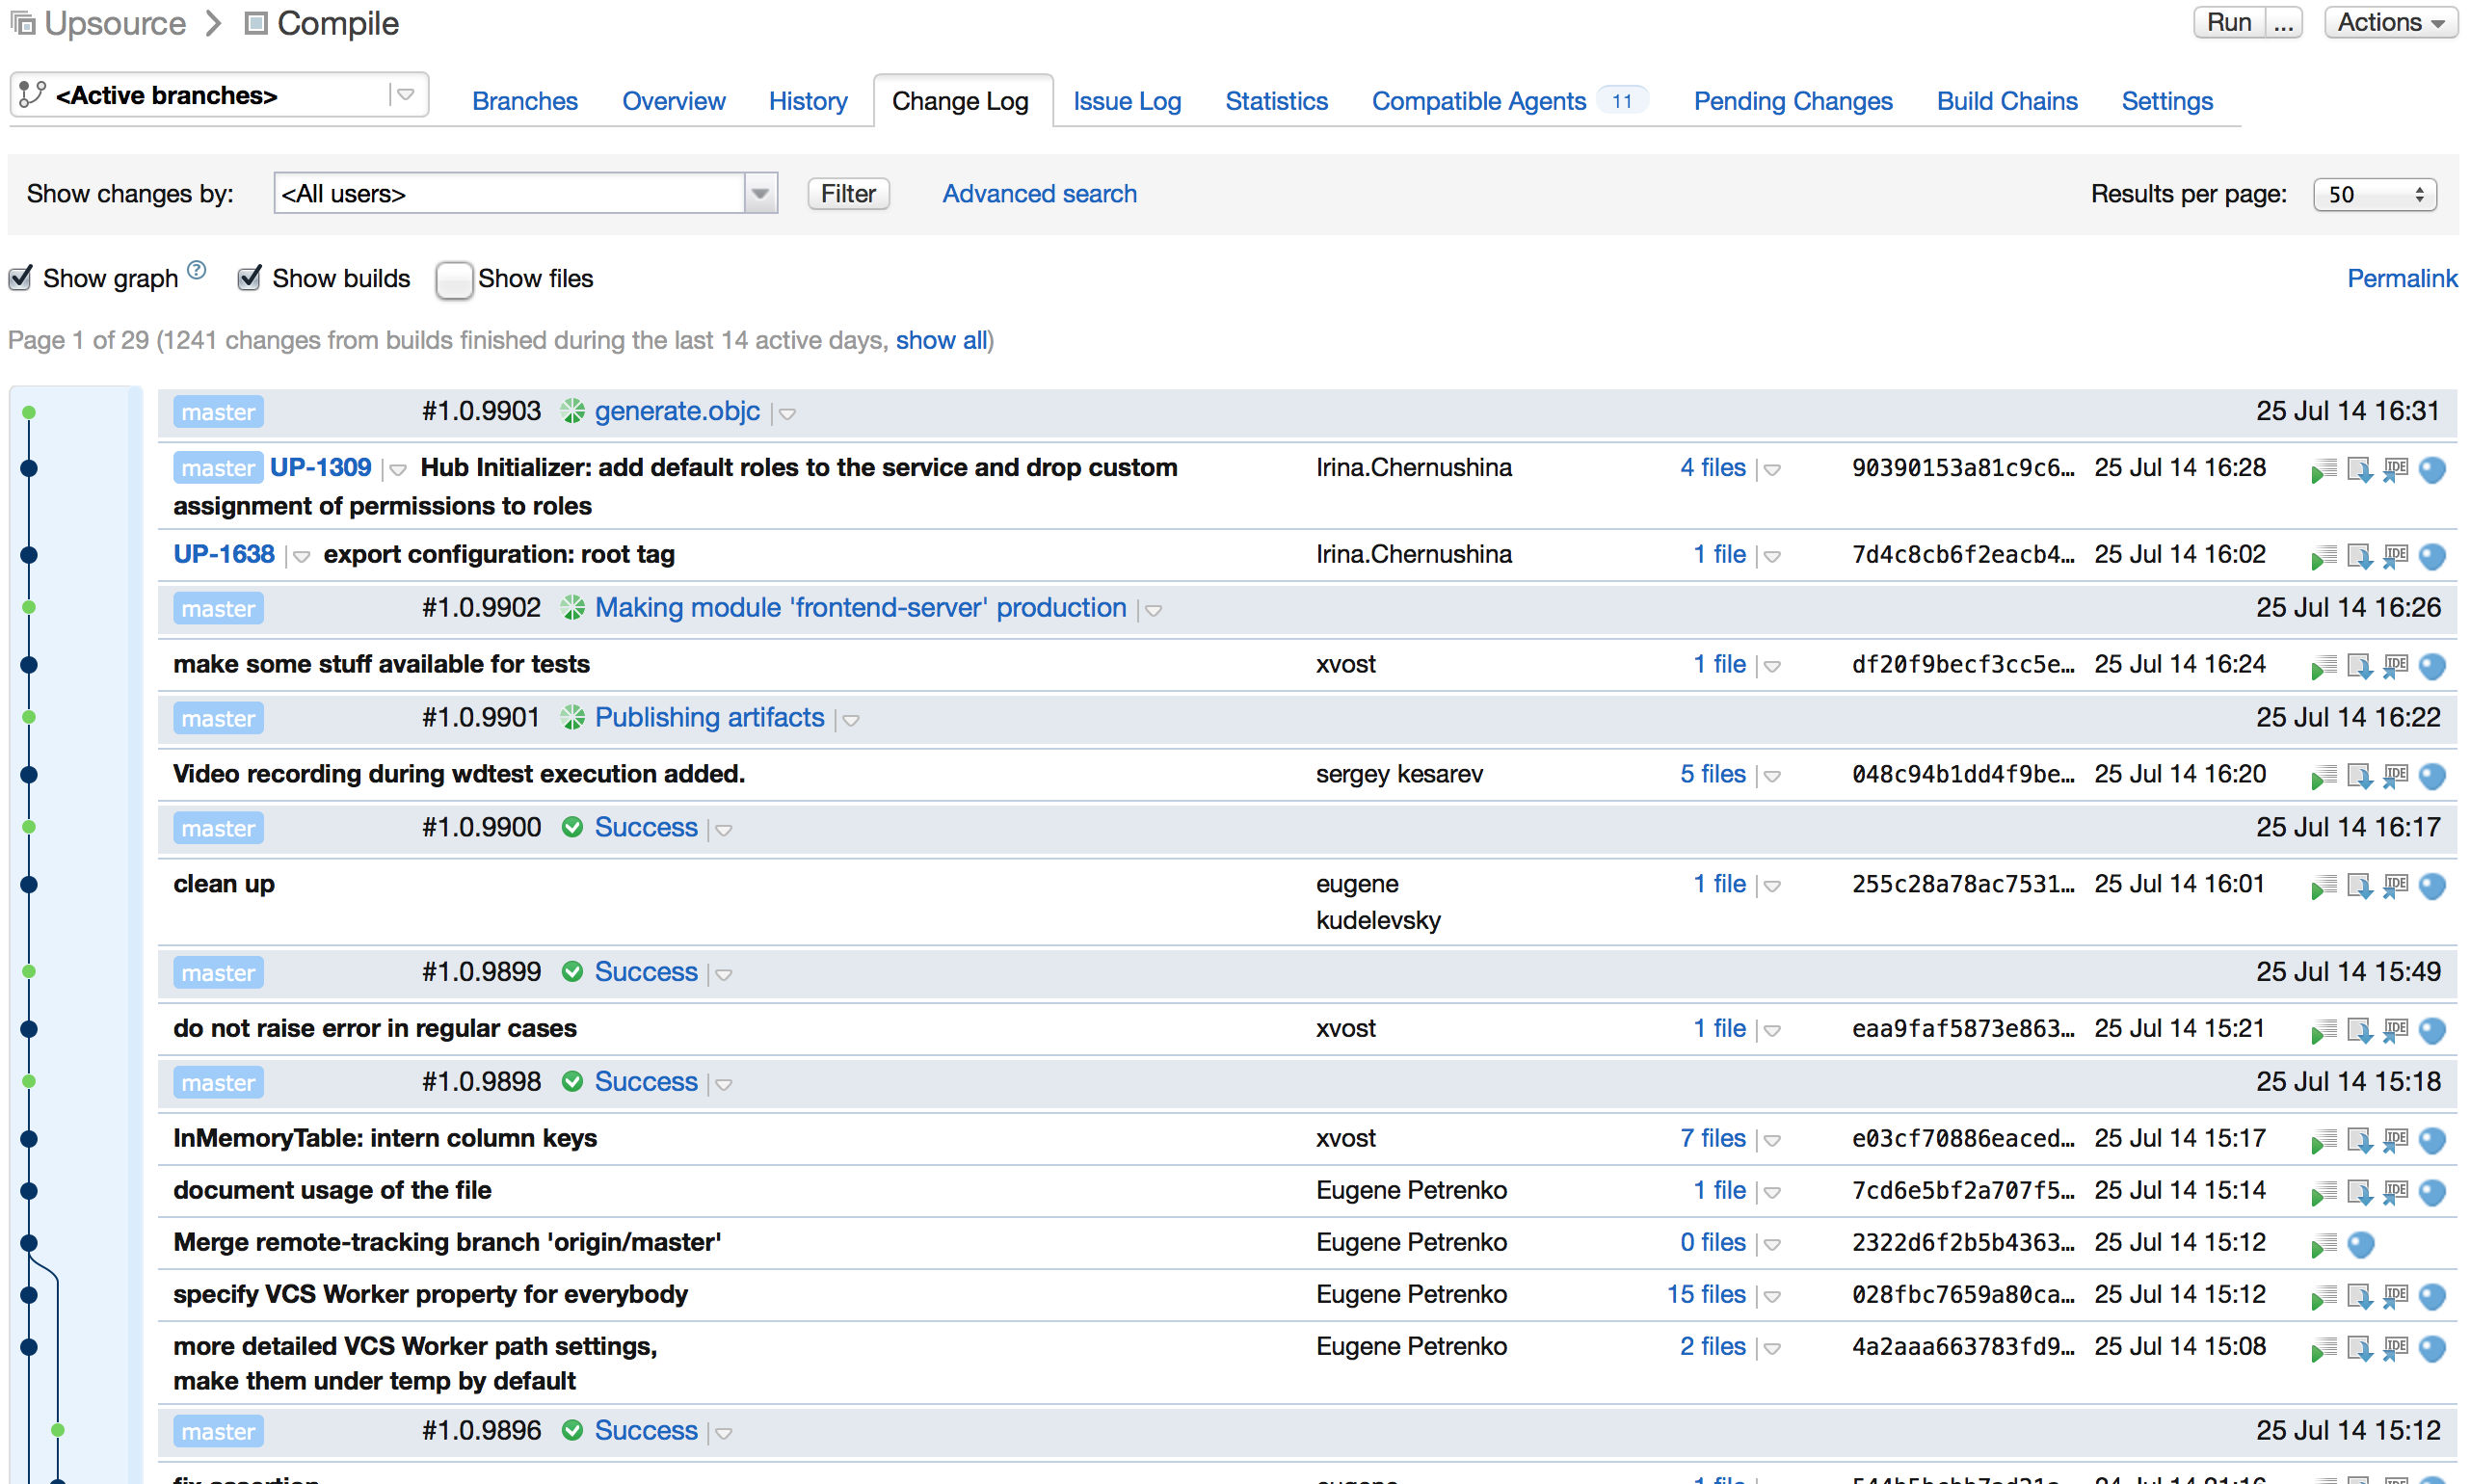 Upsource Compile Run ... Actions
<Active branches> Branches Overview History Change Log Issue Log Statistics Compatible Agents 11 Pending Changes Build Chains Settings
Show changes by: <All users> Filter Advanced search Results per page: 50
Show graph ? Show builds Show files Permalink
Page 1 of 29 (1241 changes from builds finished during the last 14 active days, show all)
master #1.0.9903 generate.objc 25 Jul 14 16:31
master UP-1309 Hub Initializer: add default roles to the service and drop custom Irina.Chernushina 4 files 90390153a81c9c6... 25 Jul 14 16:28 IDE
assignment of permissions to roles
UP-1638 export configuration: root tag Irina.Chernushina 1 file 7d4c8cb6f2eacb4... 25 Jul 14 16:02 IDE
master #1.0.9902 Making module 'frontend-server' production 25 Jul 14 16:26
make some stuff available for tests xvost 1 file df20f9becf3cc5e... 25 Jul 14 16:24 IDE
master #1.0.9901 Publishing artifacts 25 Jul 14 16:22
Video recording during wdtest execution added. sergey kesarev 5 files 048c94b1dd4f9be... 25 Jul 14 16:20 IDE
master #1.0.9900 Success 25 Jul 14 16:17
clean up eugene 1 file 255c28a78ac7531... 25 Jul 14 16:01 IDE
kudelevsky
master #1.0.9899 Success 25 Jul 14 15:49
do not raise error in regular cases xvost 1 file eaa9faf5873e863... 25 Jul 14 15:21 IDE
master #1.0.9898 Success 25 Jul 14 15:18
InMemoryTable: intern column keys xvost 7 files e03cf70886eaced... 25 Jul 14 15:17 IDE
document usage of the file Eugene Petrenko 1 file 7cd6e5bf2a707f5... 25 Jul 14 15:14 IDE
Merge remote-tracking branch 'origin/master' Eugene Petrenko 0 files 2322d6f2b5b4363... 25 Jul 14 15:12
specify VCS Worker property for everybody Eugene Petrenko 15 files 028fbc7659a80ca... 25 Jul 14 15:12 IDE
more detailed VCS Worker path settings, Eugene Petrenko 2 files 4a2aaa663783fd9... 25 Jul 14 15:08 IDE
make them under temp by default
master #1.0.9896 Success 25 Jul 14 15:12